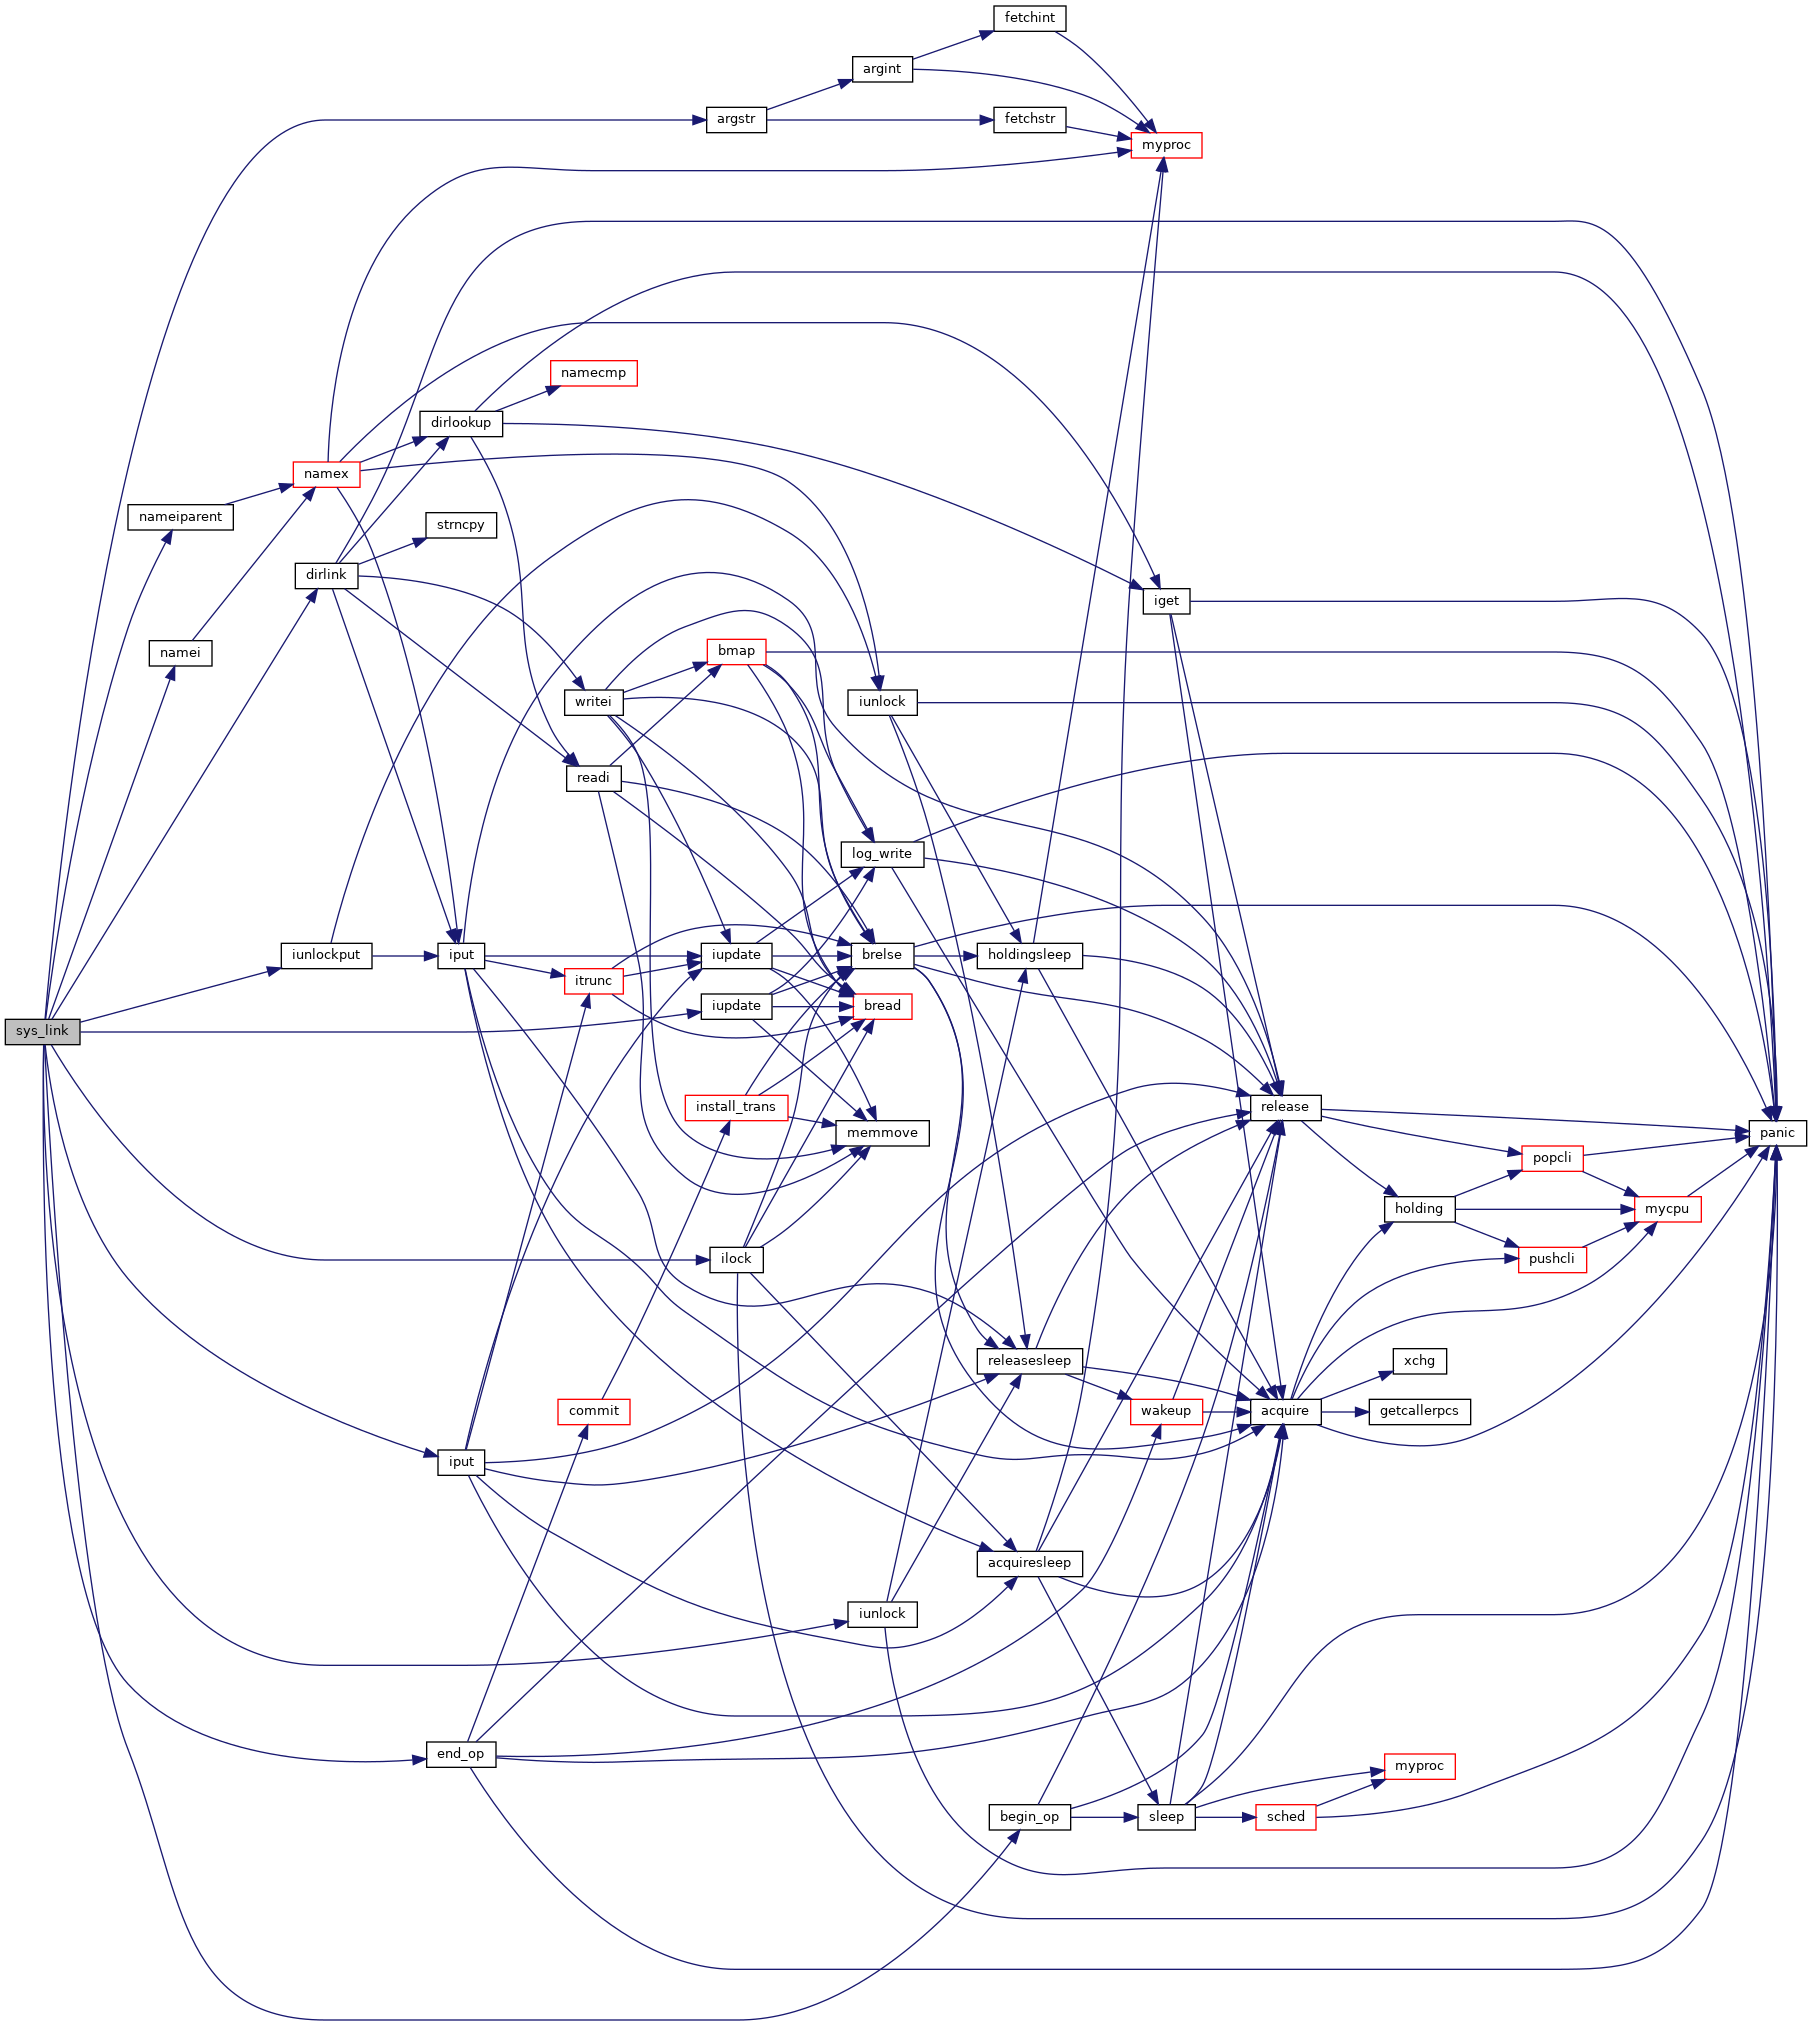 fetchint
argint
argstr
fetchstr
myproc
namecmp
dirlookup
namex
nameiparent
strncpy
dirlink
iget
namei
bmap
writei
iunlock
readi
log_write
iunlockput
iput
iupdate
brelse
holdingsleep
itrunc
iupdate
bread
sys_link
install_trans
release
memmove
panic
popcli
holding
mycpu
ilock
pushcli
releasesleep
xchg
commit
wakeup
acquire
getcallerpcs
iput
acquiresleep
iunlock
end_op
myproc
begin_op
sleep
sched